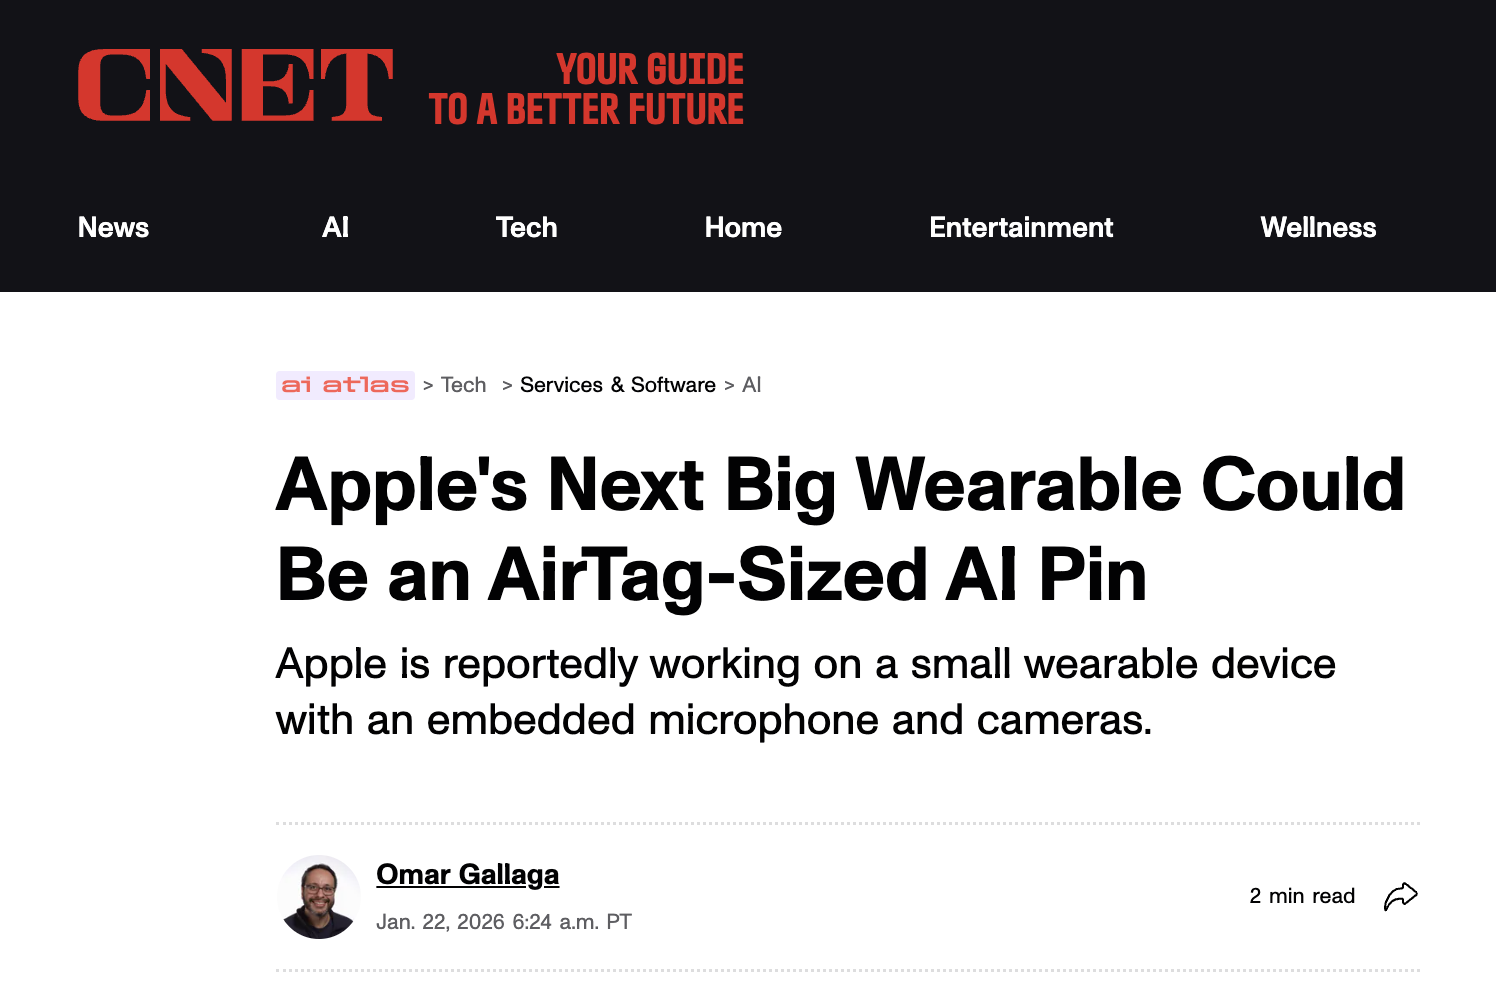 CNET
YOUR GUIDE
TO A BETTER FUTURE
News AI Tech Home Entertainment Wellness
ai atlas > Tech > Services & Software > AI
Apple's Next Big Wearable Could
Be an AirTag-Sized AI Pin
Apple is reportedly working on a small wearable device
with an embedded microphone and cameras.
Omar Gallaga
Jan. 22, 2026 6:24 a.m. PT
2 min read